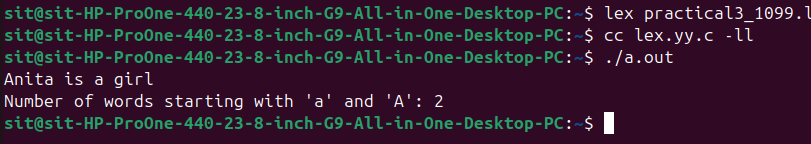 sit@sit-HP-ProOne-440-23-8-inch-G9-All-in-One-Desktop-PC:~$ lex practical3_1099.l
sit@sit-HP-ProOne-440-23-8-inch-G9-All-in-One-Desktop-PC:~$ cc lex.yy.c -ll
sit@sit-HP-ProOne-440-23-8-inch-G9-All-in-One-Desktop-PC:~$ ./a.out
Anita is a girl
Number of words starting with 'a' and 'A': 2
sit@sit-HP-ProOne-440-23-8-inch-G9-All-in-One-Desktop-PC:~$